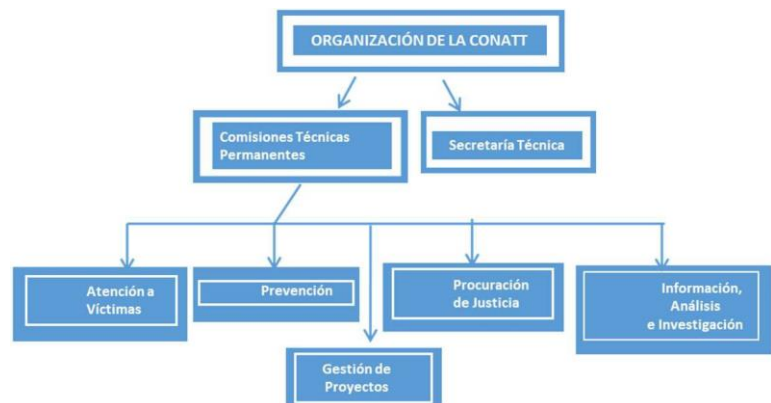 ORGANIZACIÓN DE LA CONATT
Comisiones Técnicas
Permanentes
Secretaría Técnica
Atención a
Víctimas
Prevención
Procuración
de Justicia
Información,
Análisis
e Investigación
Gestión de
Proyectos